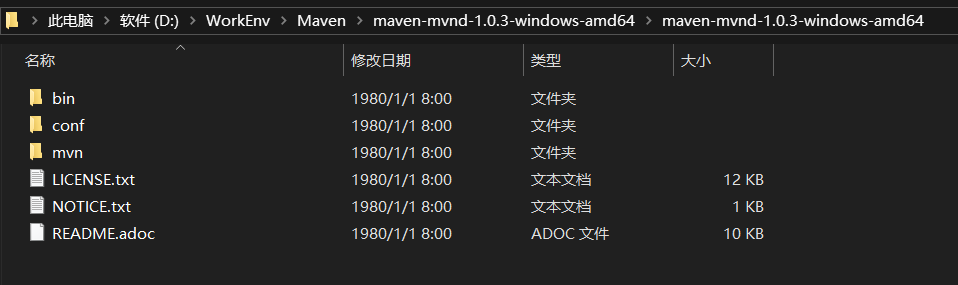 此电脑 > 软件 (D:) > WorkEnv > Maven > maven-mvnd-1.0.3-windows-amd64 > maven-mvnd-1.0.3-windows-amd64
名称 修改日期 类型 大小
bin 1980/1/1 8:00 文件夹
conf 1980/1/1 8:00 文件夹
mvn 1980/1/1 8:00 文件夹
LICENSE.txt 1980/1/1 8:00 文本文档 12 KB
NOTICE.txt 1980/1/1 8:00 文本文档 1 KB
README.adoc 1980/1/1 8:00 ADOC 文件 10 KB